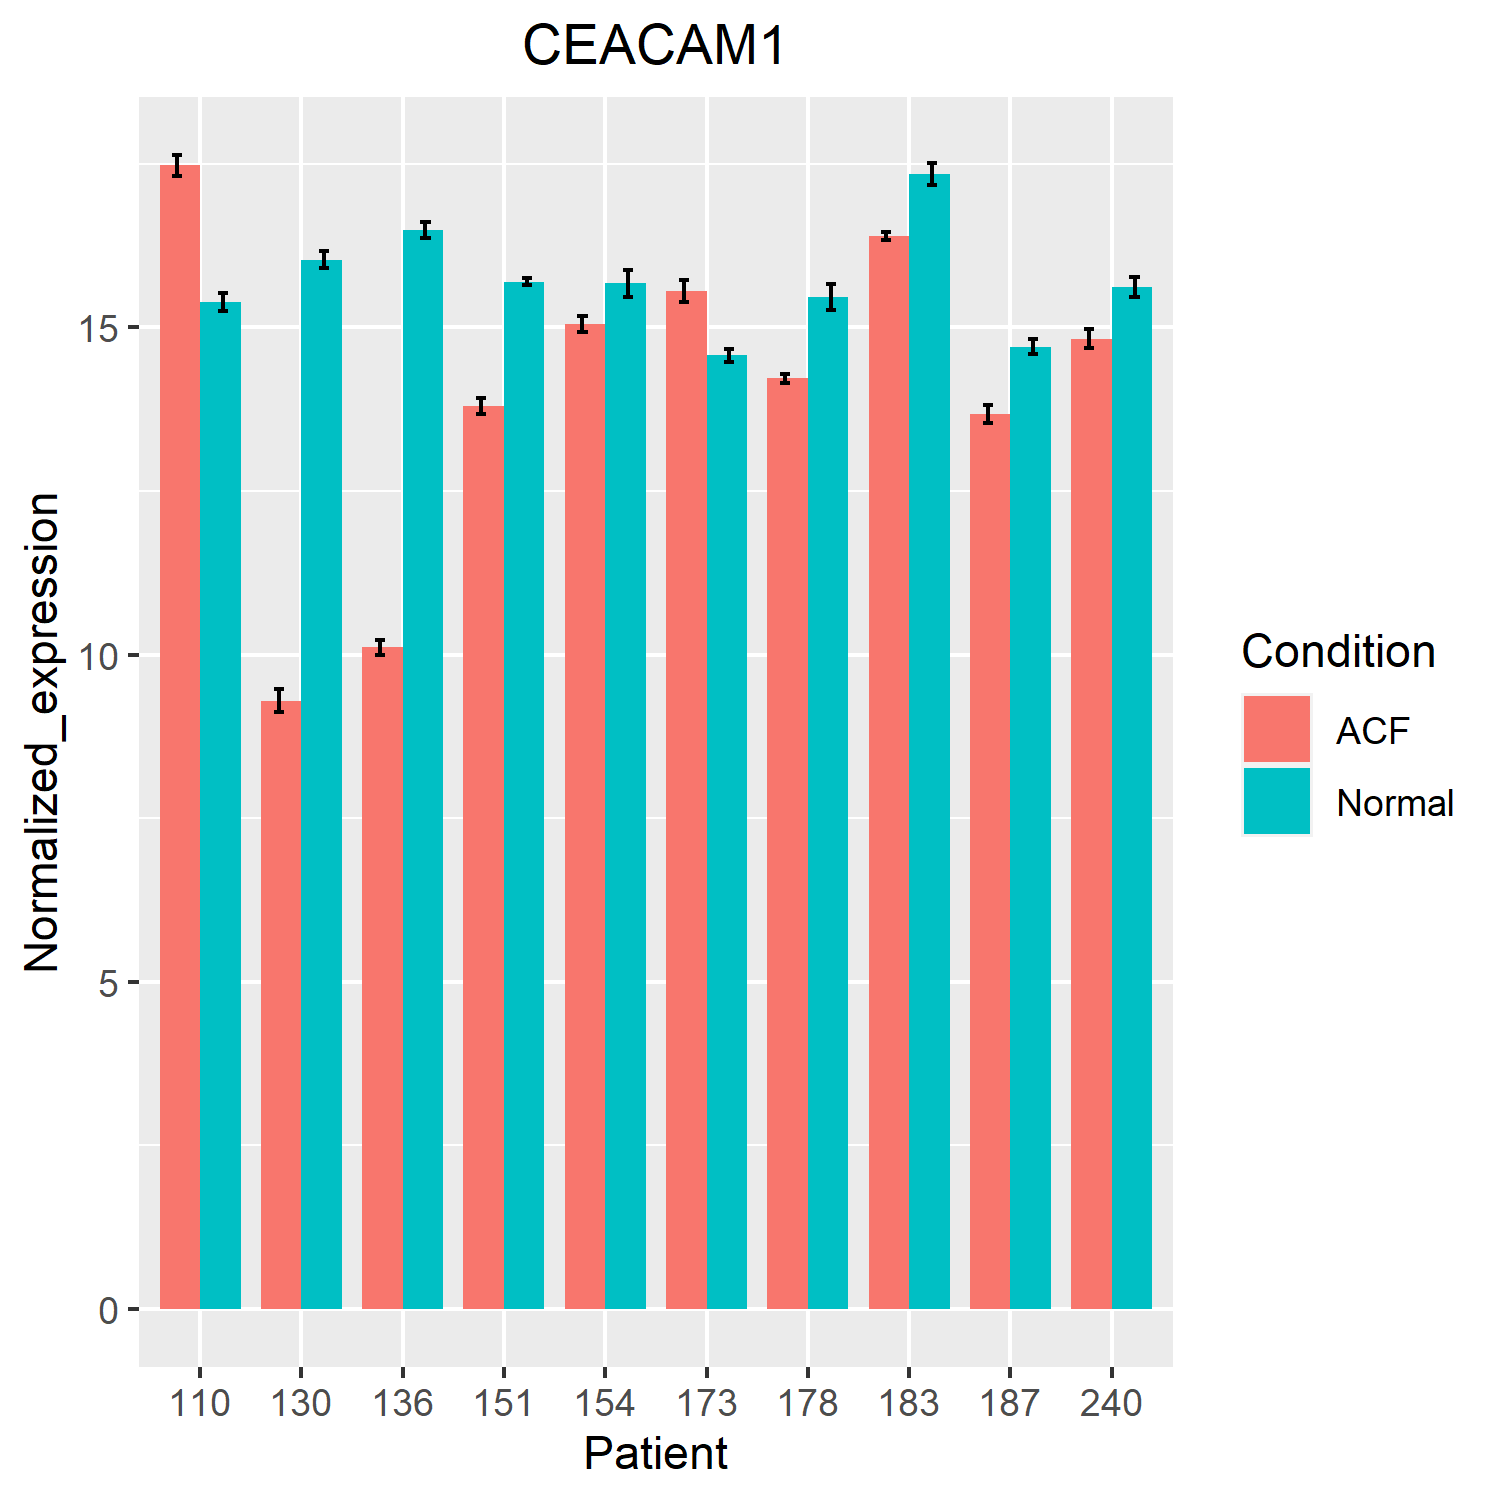 CEACAM1
Normalized_expression
15
10
5
0
110 130 136 151 154 173 178 183 187 240
Patient
Condition
ACF
Normal